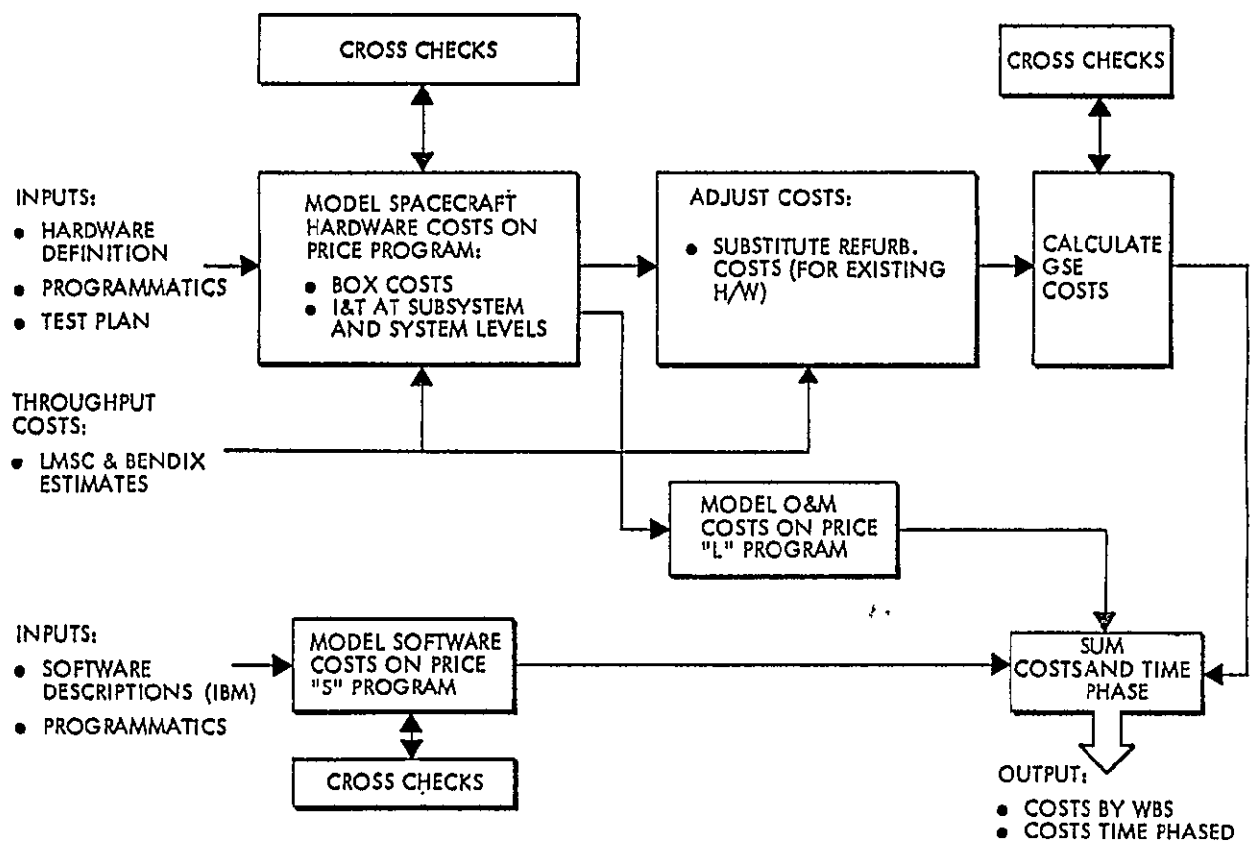 CROSS CHECKS
CROSS CHECKS
INPUTS:
• HARDWARE
DEFINITION
• PROGRAMMATICS
• TEST PLAN
MODEL SPACECRAFT
HARDWARE COSTS ON
PRICE PROGRAM:
• BOX COSTS
• I&T AT SUBSYSTEM
AND SYSTEM LEVELS
ADJUST COSTS:
• SUBSTITUTE REFURB.
COSTS (FOR EXISTING
H/W)
CALCULATE
GSE
COSTS
THROUGHPUT
COSTS:
• LMSC & BENDIX
ESTIMATES
MODEL O&M
COSTS ON PRICE
"L" PROGRAM
INPUTS:
• SOFTWARE
DESCRIPTIONS (IBM)
• PROGRAMMATICS
MODEL SOFTWARE
COSTS ON PRICE
"S" PROGRAM
CROSS CHECKS
SUM
COSTS AND TIME
PHASE
OUTPUT:
• COSTS BY WBS
• COSTS TIME PHASED